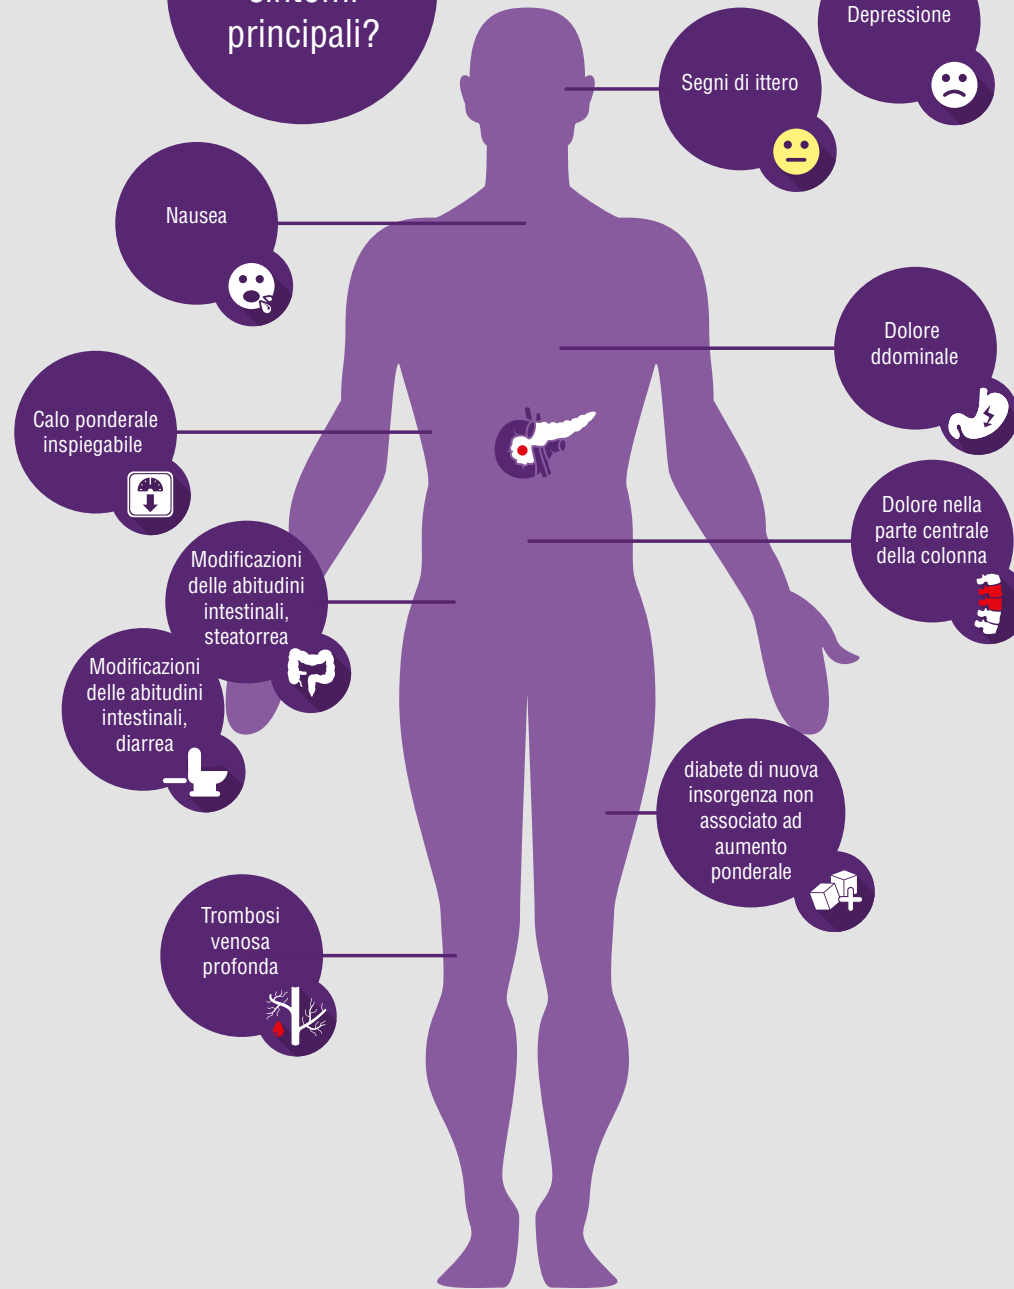 sintomi
principali?
Depressione
Segni di ittero
Nausea
Dolore
ddominale
Calo ponderale
inspiegabile
Dolore nella
parte centrale
della colonna
Modificazioni
delle abitudini
intestinali,
steatorrea
Modificazioni
delle abitudini
intestinali,
diarrea
diabete di nuova
insorgenza non
associato ad
aumento
ponderale
Trombosi
venosa
profonda